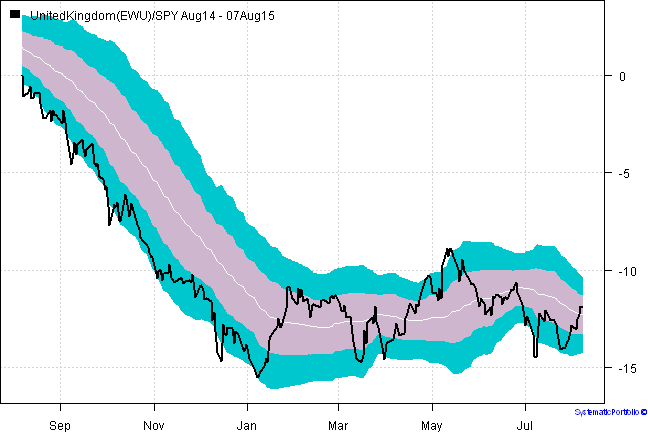 UnitedKingdom(EWU)/SPY Aug14 - 07Aug15
0
-5
-10
-15
Sep Nov Jan Mar May Jul
SystematicPortfolio ©